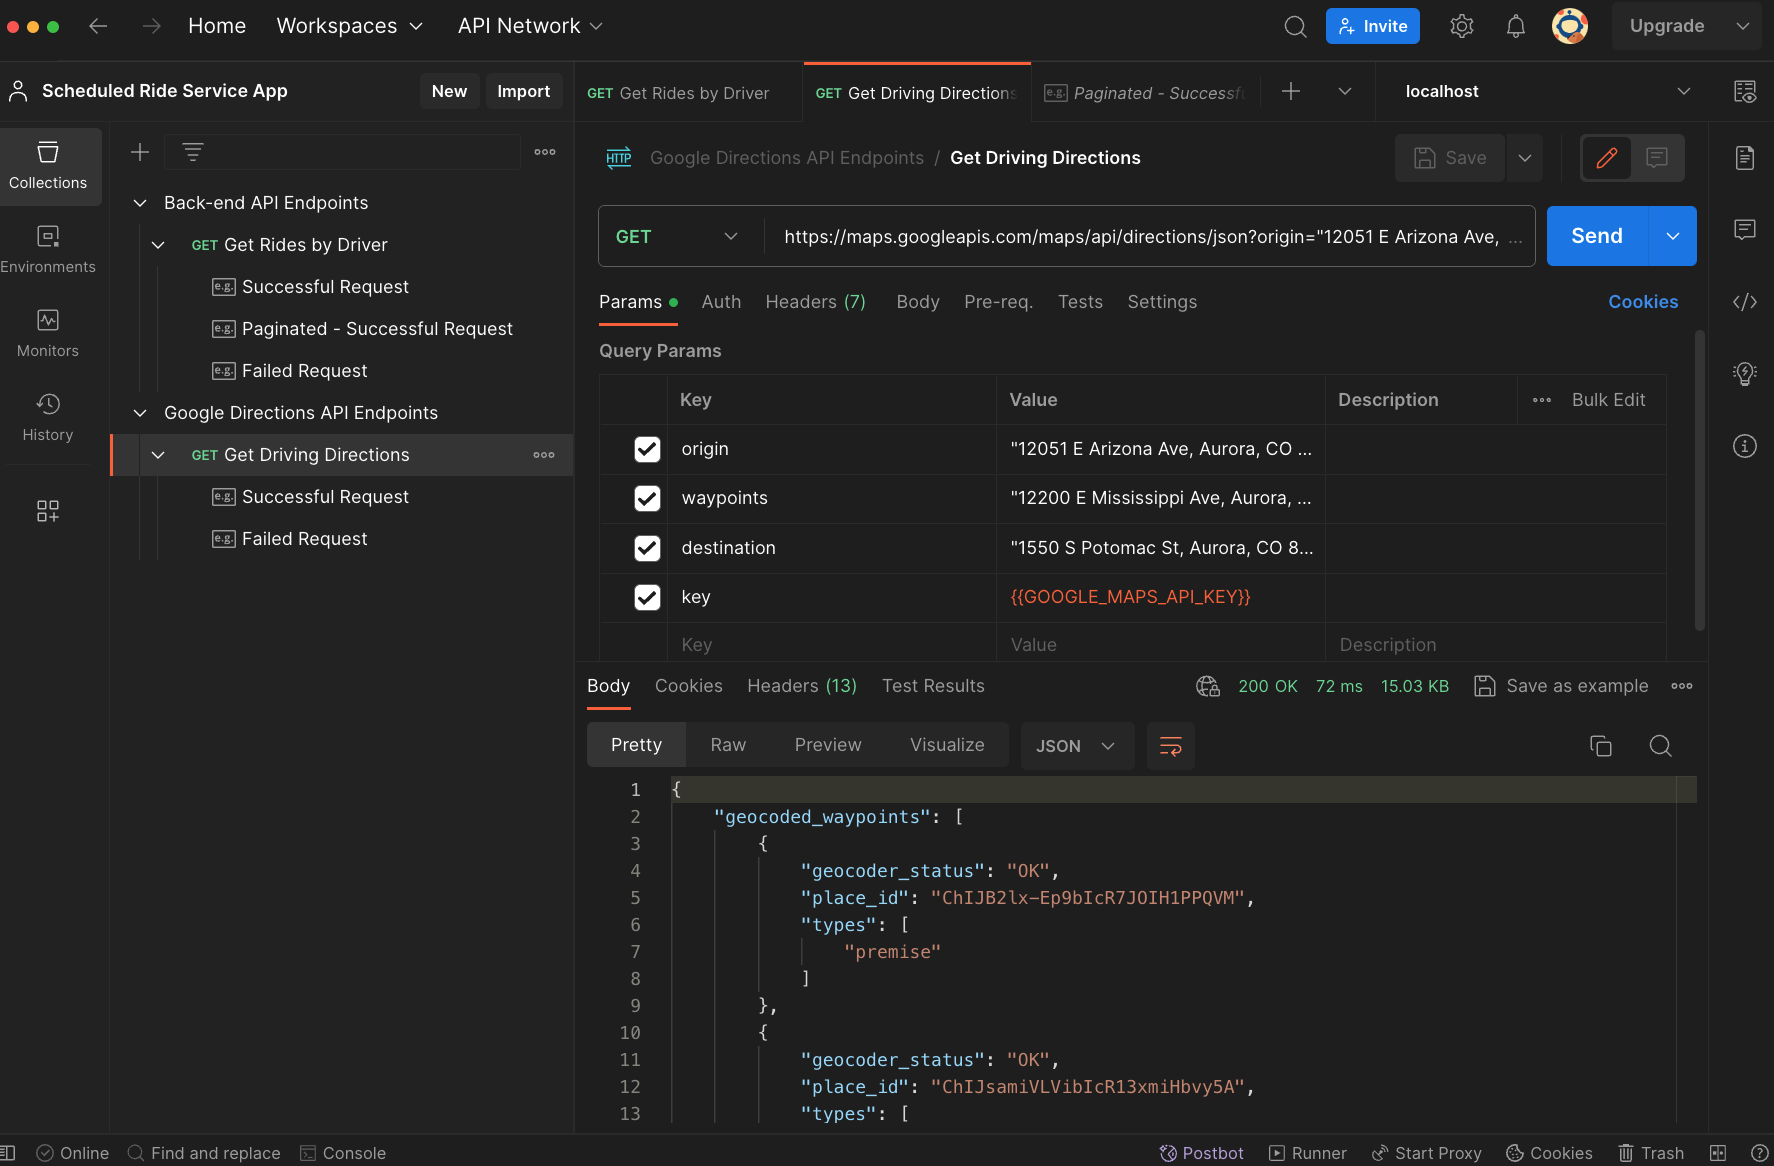 Home Workspaces API Network Invite Upgrade
Scheduled Ride Service App New Import
GET Get Rides by Driver GET Get Driving Directions e.g. Paginated - Successfu localhost
Collections
Environments
Monitors
History
Back-end API Endpoints
GET Get Rides by Driver
e.g. Successful Request
e.g. Paginated - Successful Request
e.g. Failed Request
Google Directions API Endpoints
GET Get Driving Directions
e.g. Successful Request
e.g. Failed Request
HTTP Google Directions API Endpoints / Get Driving Directions Save
GET https://maps.googleapis.com/maps/api/directions/json?origin="12051 E Arizona Ave, ... Send
Params Auth Headers (7) Body Pre-req. Tests Settings Cookies
Query Params
Key Value Description Bulk Edit
origin "12051 E Arizona Ave, Aurora, CO ...
waypoints "12200 E Mississippi Ave, Aurora, ...
destination "1550 S Potomac St, Aurora, CO 8...
key {{GOOGLE_MAPS_API_KEY}}
Key Value Description
Body Cookies Headers (13) Test Results 200 OK 72 ms 15.03 KB Save as example
Pretty Raw Preview Visualize JSON
1 {
2 "geocoded_waypoints": [
3 {
4 "geocoder_status": "OK",
5 "place_id": "ChIJB2lx-Ep9bIcR7JOIH1PPQVM",
6 "types": [
7 "premise"
8 ]
9 },
10 {
11 "geocoder_status": "OK",
12 "place_id": "ChIJsamiVLVibIcR13xmiHbvy5A",
13 "types": [
Online Find and replace Console Postbot Runner Start Proxy Cookies Trash